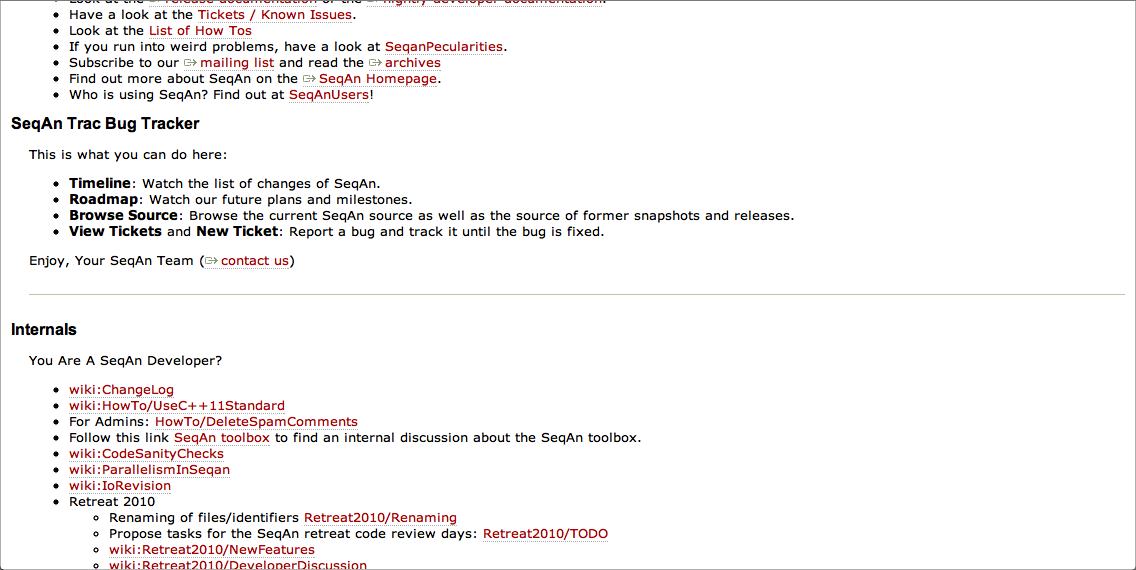 Look at the release documentation or the nightly developer documentation.
Have a look at the Tickets / Known Issues.
Look at the List of How Tos
If you run into weird problems, have a look at SeqanPecularities.
Subscribe to our mailing list and read the archives
Find out more about SeqAn on the SeqAn Homepage.
Who is using SeqAn? Find out at SeqAnUsers!
SeqAn Trac Bug Tracker
This is what you can do here:
Timeline: Watch the list of changes of SeqAn.
Roadmap: Watch our future plans and milestones.
Browse Source: Browse the current SeqAn source as well as the source of former snapshots and releases.
View Tickets and New Ticket: Report a bug and track it until the bug is fixed.
Enjoy, Your SeqAn Team (contact us)
Internals
You Are A SeqAn Developer?
wiki:ChangeLog
wiki:HowTo/UseC++11Standard
For Admins: HowTo/DeleteSpamComments
Follow this link SeqAn toolbox to find an internal discussion about the SeqAn toolbox.
wiki:CodeSanityChecks
wiki:ParallelismInSeqan
wiki:IoRevision
Retreat 2010
Renaming of files/identifiers Retreat2010/Renaming
Propose tasks for the SeqAn retreat code review days: Retreat2010/TODO
wiki:Retreat2010/NewFeatures
wiki:Retreat2010/DeveloperDiscussion